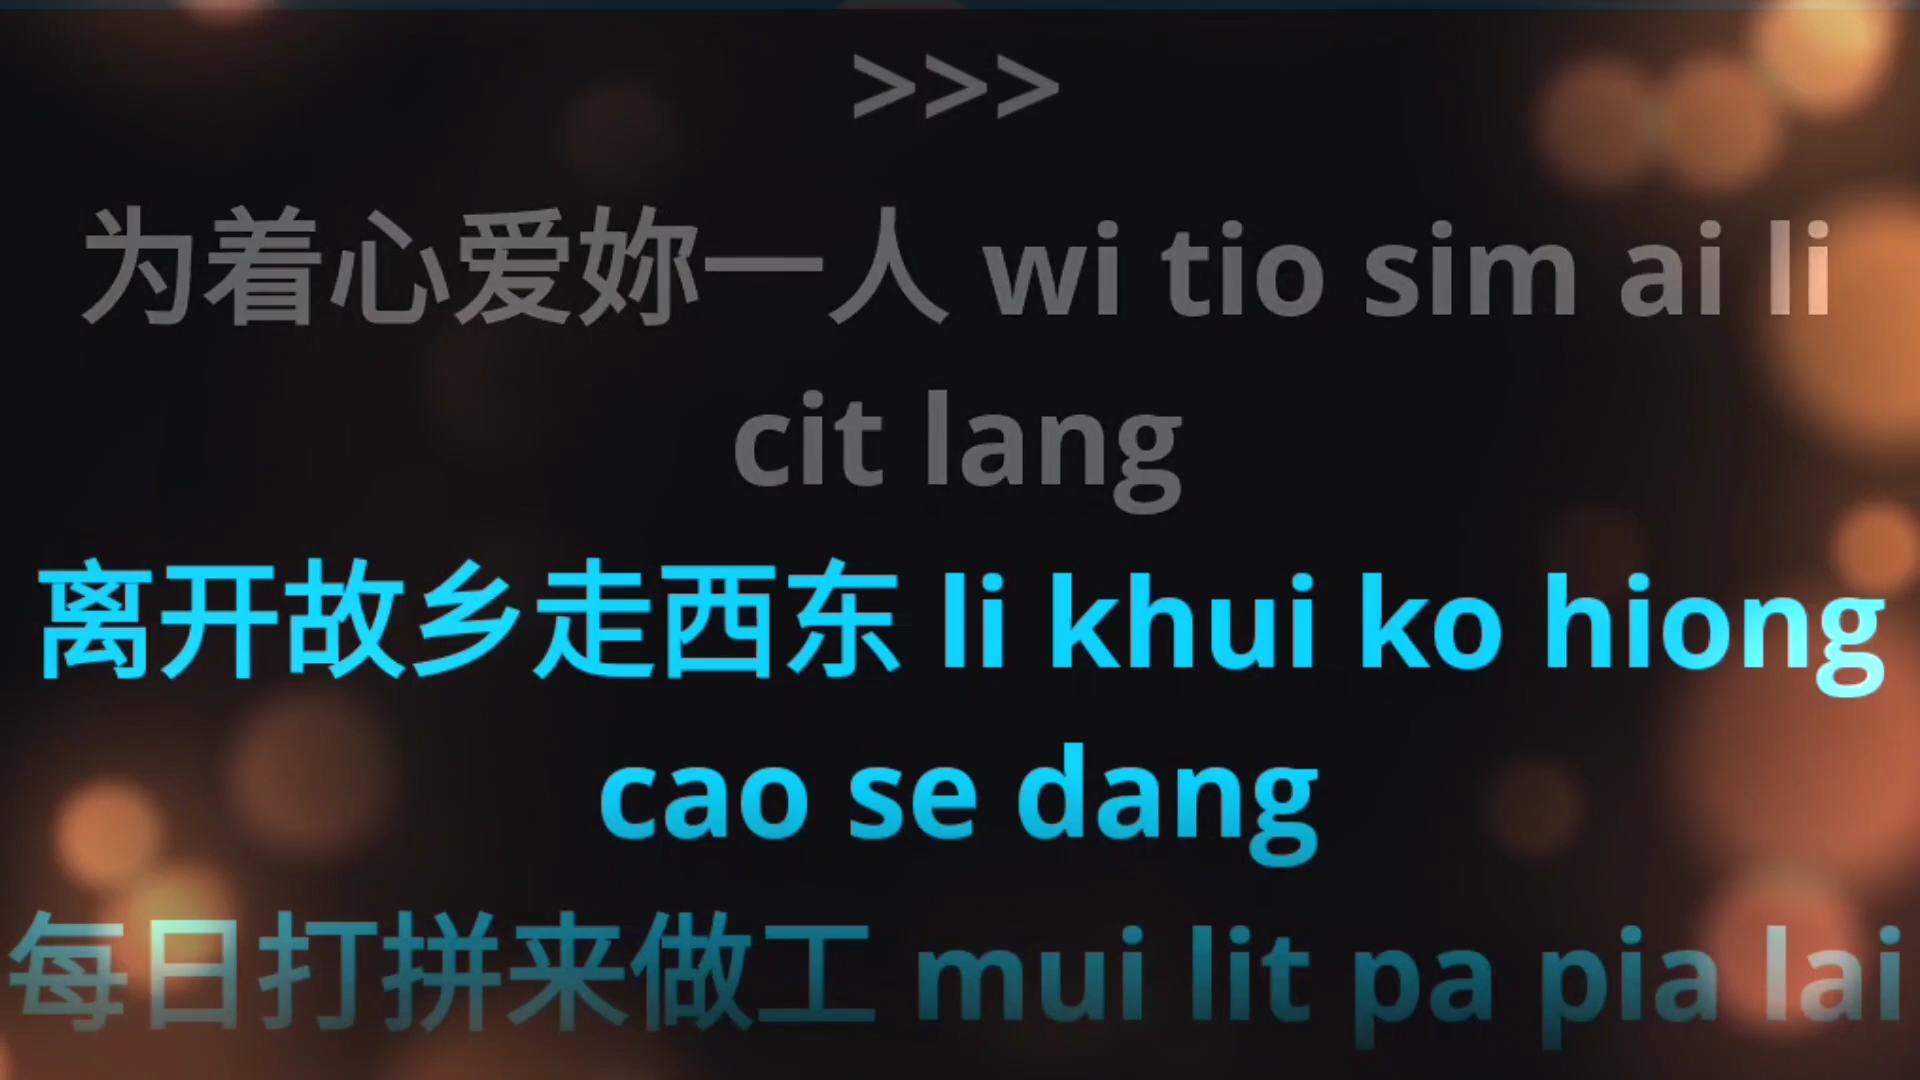 >>>
为着心爱妳一人 wi tio sim ai li
cit lang
离开故乡走西东 li khui ko hiong
cao se dang
每日打拼来做工 mui lit pa pia lai